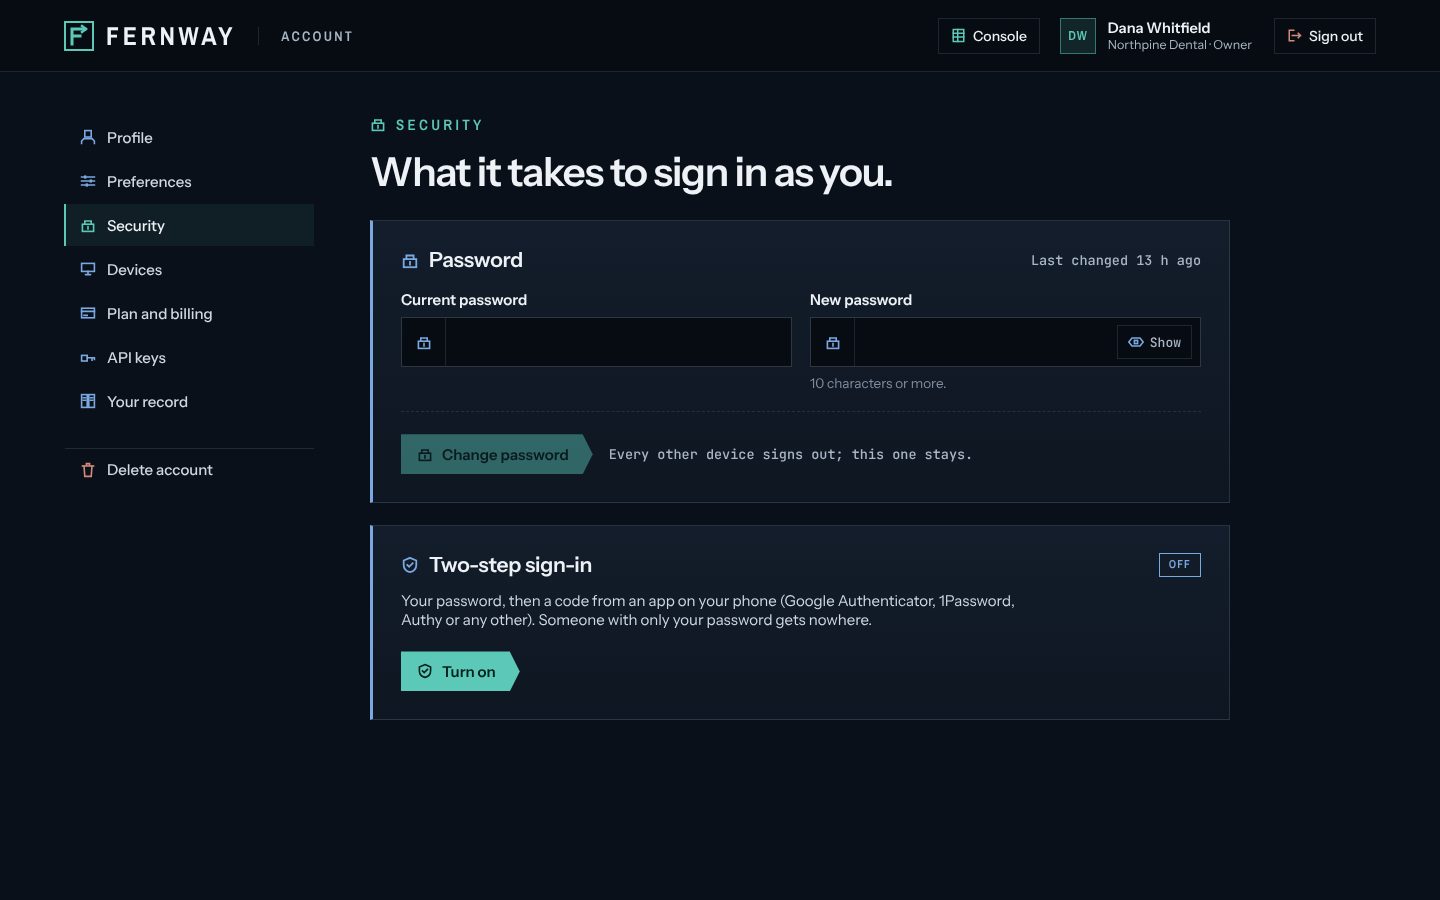 FERNWAY
ACCOUNT
Console
DW
Dana Whitfield
Northpine Dental · Owner
Sign out
Profile
Preferences
Security
Devices
Plan and billing
API keys
Your record
Delete account
SECURITY
What it takes to sign in as you.
Password
Last changed 13 h ago
Current password
New password
Show
10 characters or more.
Change password
Every other device signs out; this one stays.
Two-step sign-in
OFF
Your password, then a code from an app on your phone (Google Authenticator, 1Password,
Authy or any other). Someone with only your password gets nowhere.
Turn on